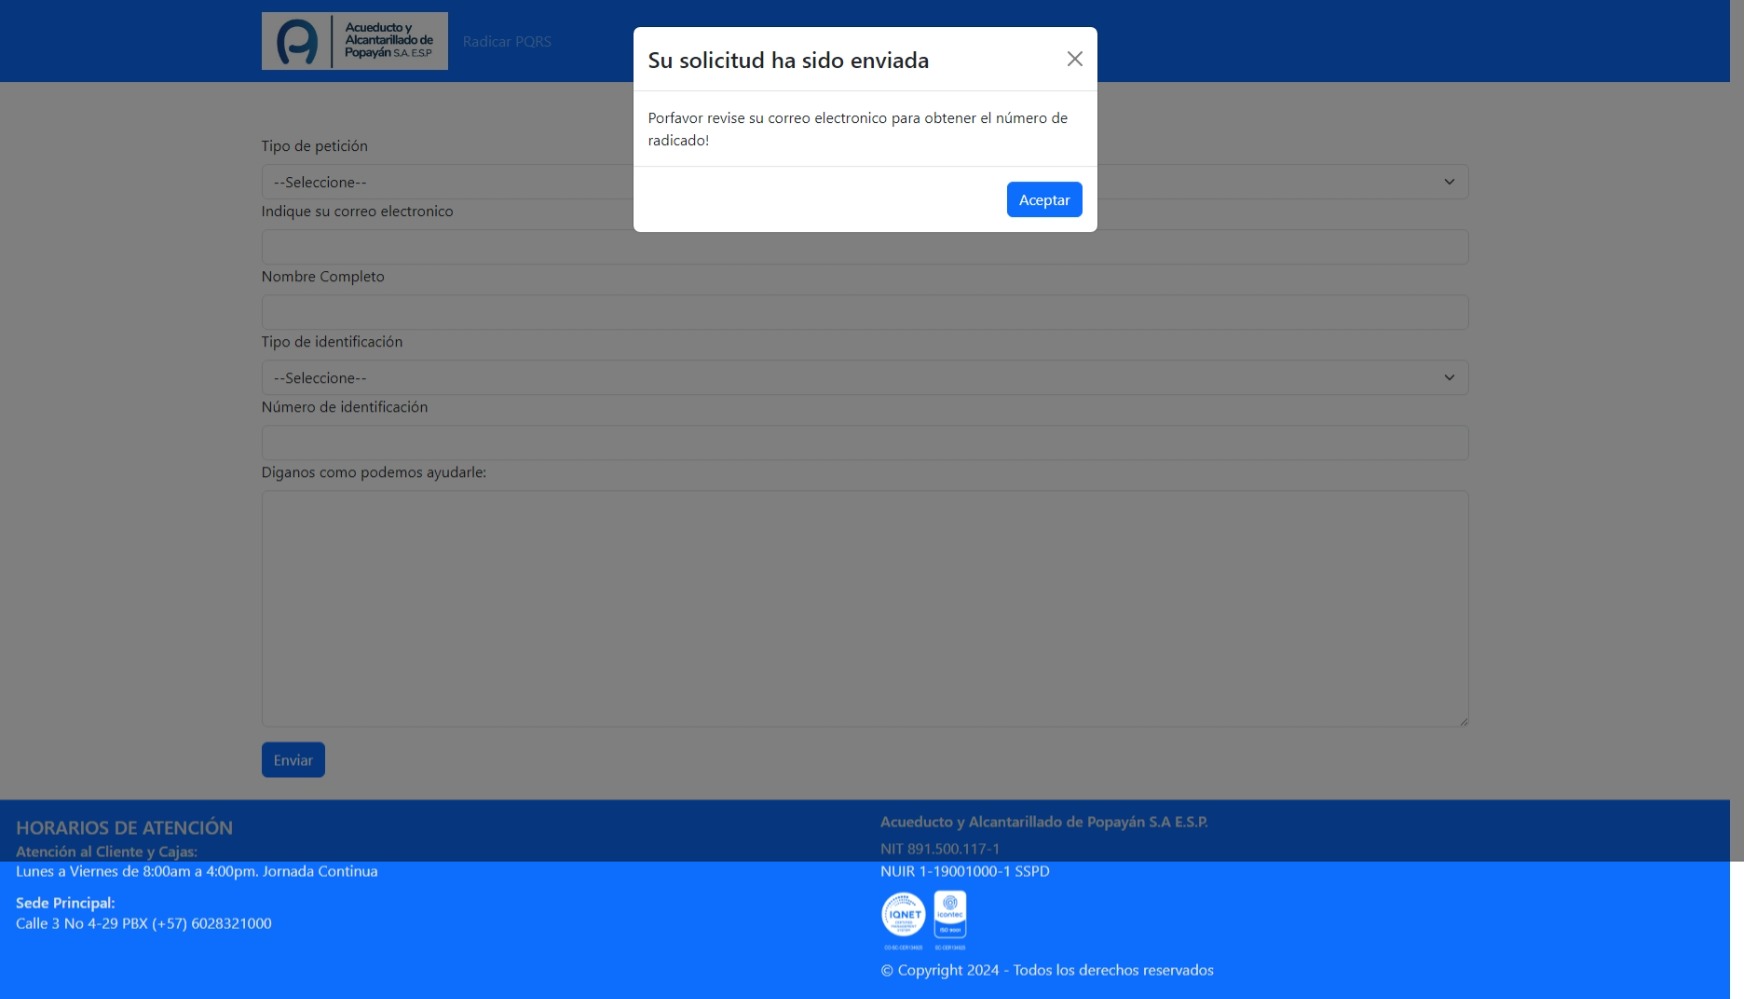 Acueducto y
Alcantarillado de
Popayán S.A. E.S.P
Radicar PQRS
Su solicitud ha sido enviada
Porfavor revise su correo electronico para obtener el número de
radicado!
Aceptar
Tipo de petición
--Seleccione--
Indique su correo electronico
Nombre Completo
Tipo de identificación
--Seleccione--
Número de identificación
Diganos como podemos ayudarle:
Enviar
HORARIOS DE ATENCIÓN
Atención al Cliente y Cajas:
Lunes a Viernes de 8:00am a 4:00pm. Jornada Continua
Sede Principal:
Calle 3 No 4-29 PBX (+57) 6028321000
Acueducto y Alcantarillado de Popayán S.A E.S.P.
NIT 891.500.117-1
NUIR 1-19001000-1 SSPD
IQNET
icontec
© Copyright 2024 - Todos los derechos reservados